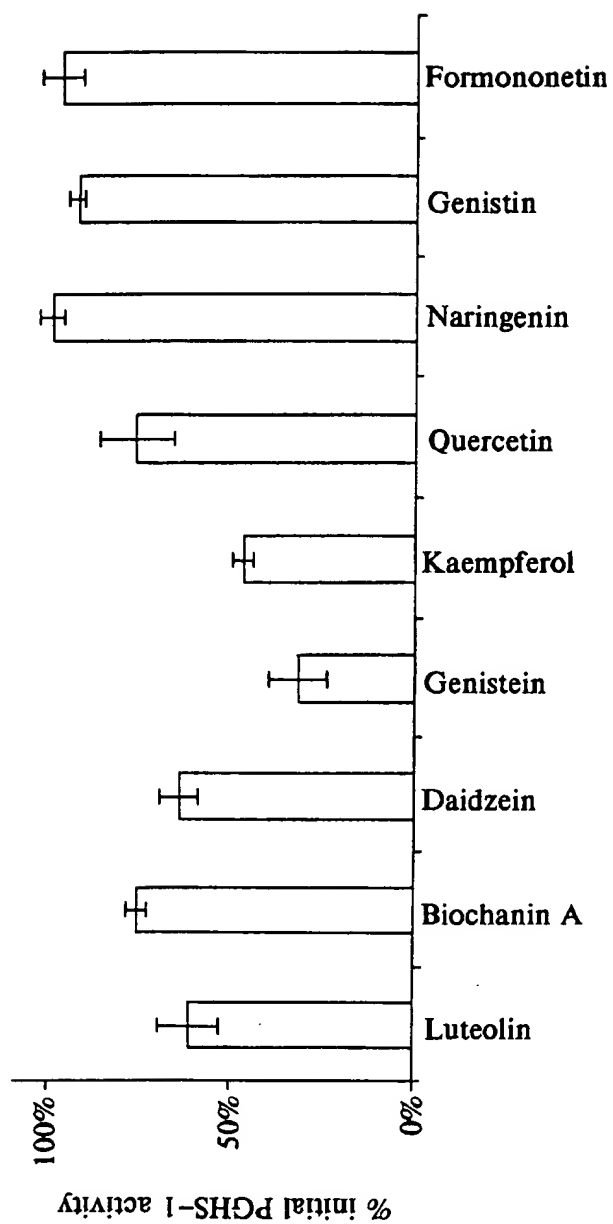 % initial PGHS-1 activity
100%
50%
0%
Luteolin
Biochanin A
Daidzein
Genistein
Kaempferol
Quercetin
Naringenin
Genistin
Formononetin